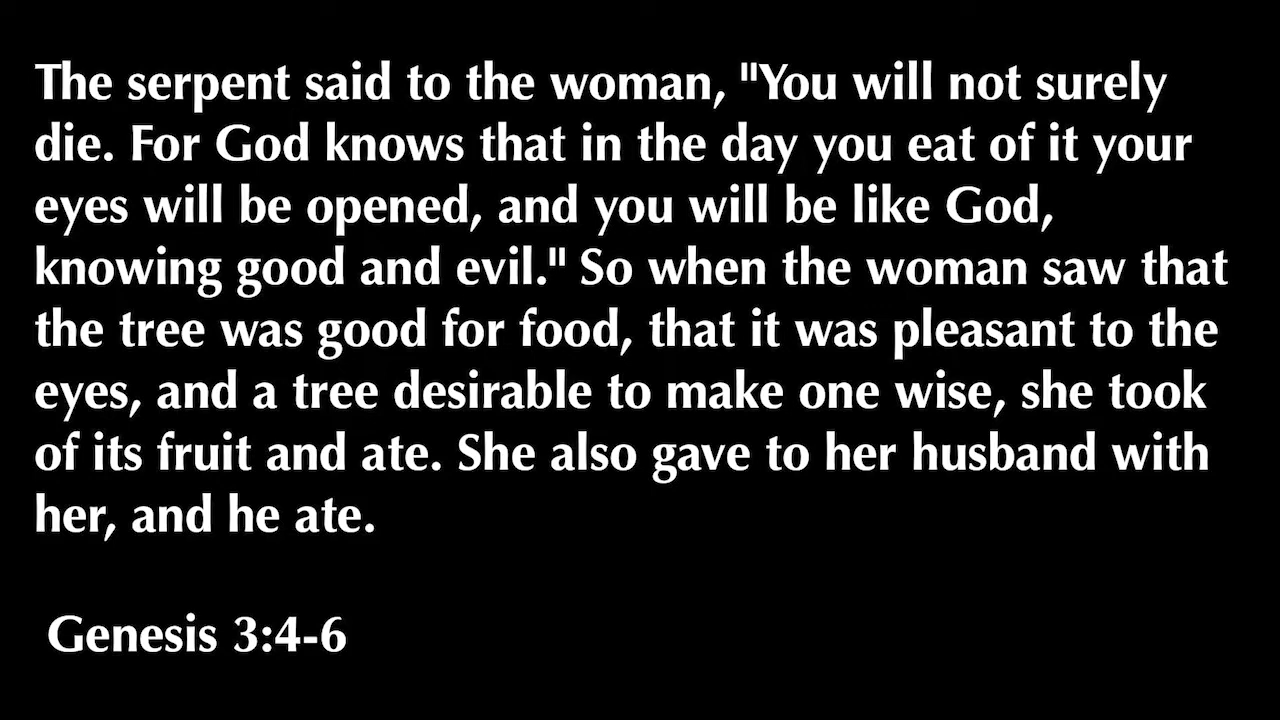 The serpent said to the woman, "You will not surely
die. For God knows that in the day you eat of it your
eyes will be opened, and you will be like God,
knowing good and evil." So when the woman saw that
the tree was good for food, that it was pleasant to the
eyes, and a tree desirable to make one wise, she took
of its fruit and ate. She also gave to her husband with
her, and he ate.
Genesis 3:4-6